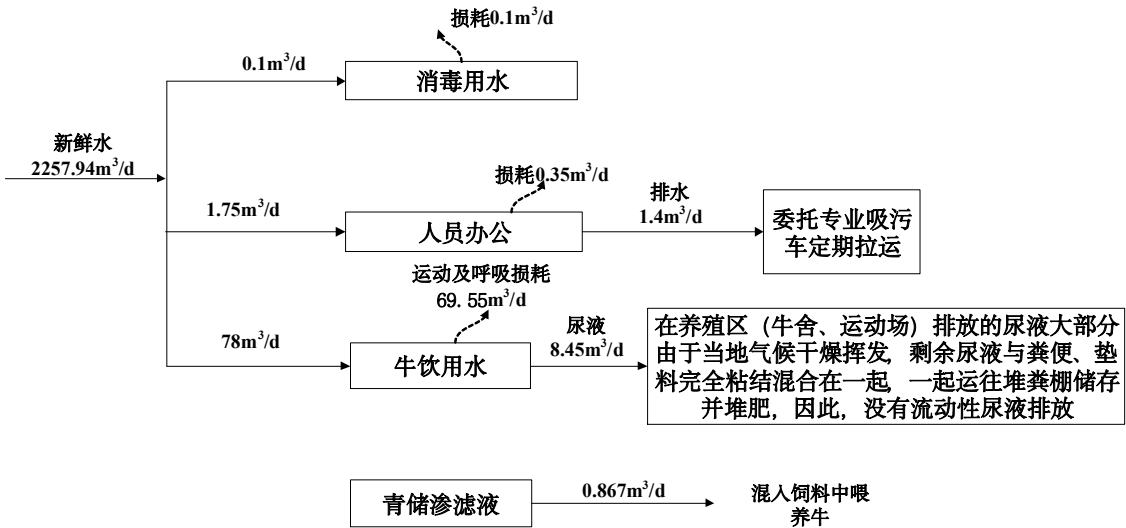 损耗0.1m³/d
0.1m³/d
消毒用水
新鲜水
2257.94m³/d
损耗0.35m³/d
1.75m³/d
人员办公
排水
1.4m³/d
委托专业吸污
车定期拉运
运动及呼吸损耗
69.55m³/d
78m³/d
牛饮用水
尿液
8.45m³/d
在养殖区（牛舍、运动场）排放的尿液大部分
由于当地气候干燥挥发，剩余尿液与粪便、垫
料完全粘结混合在一起，一起运往堆粪棚储存
并堆肥，因此，没有流动性尿液排放
青储渗滤液
0.867m³/d
混入饲料中喂
养牛